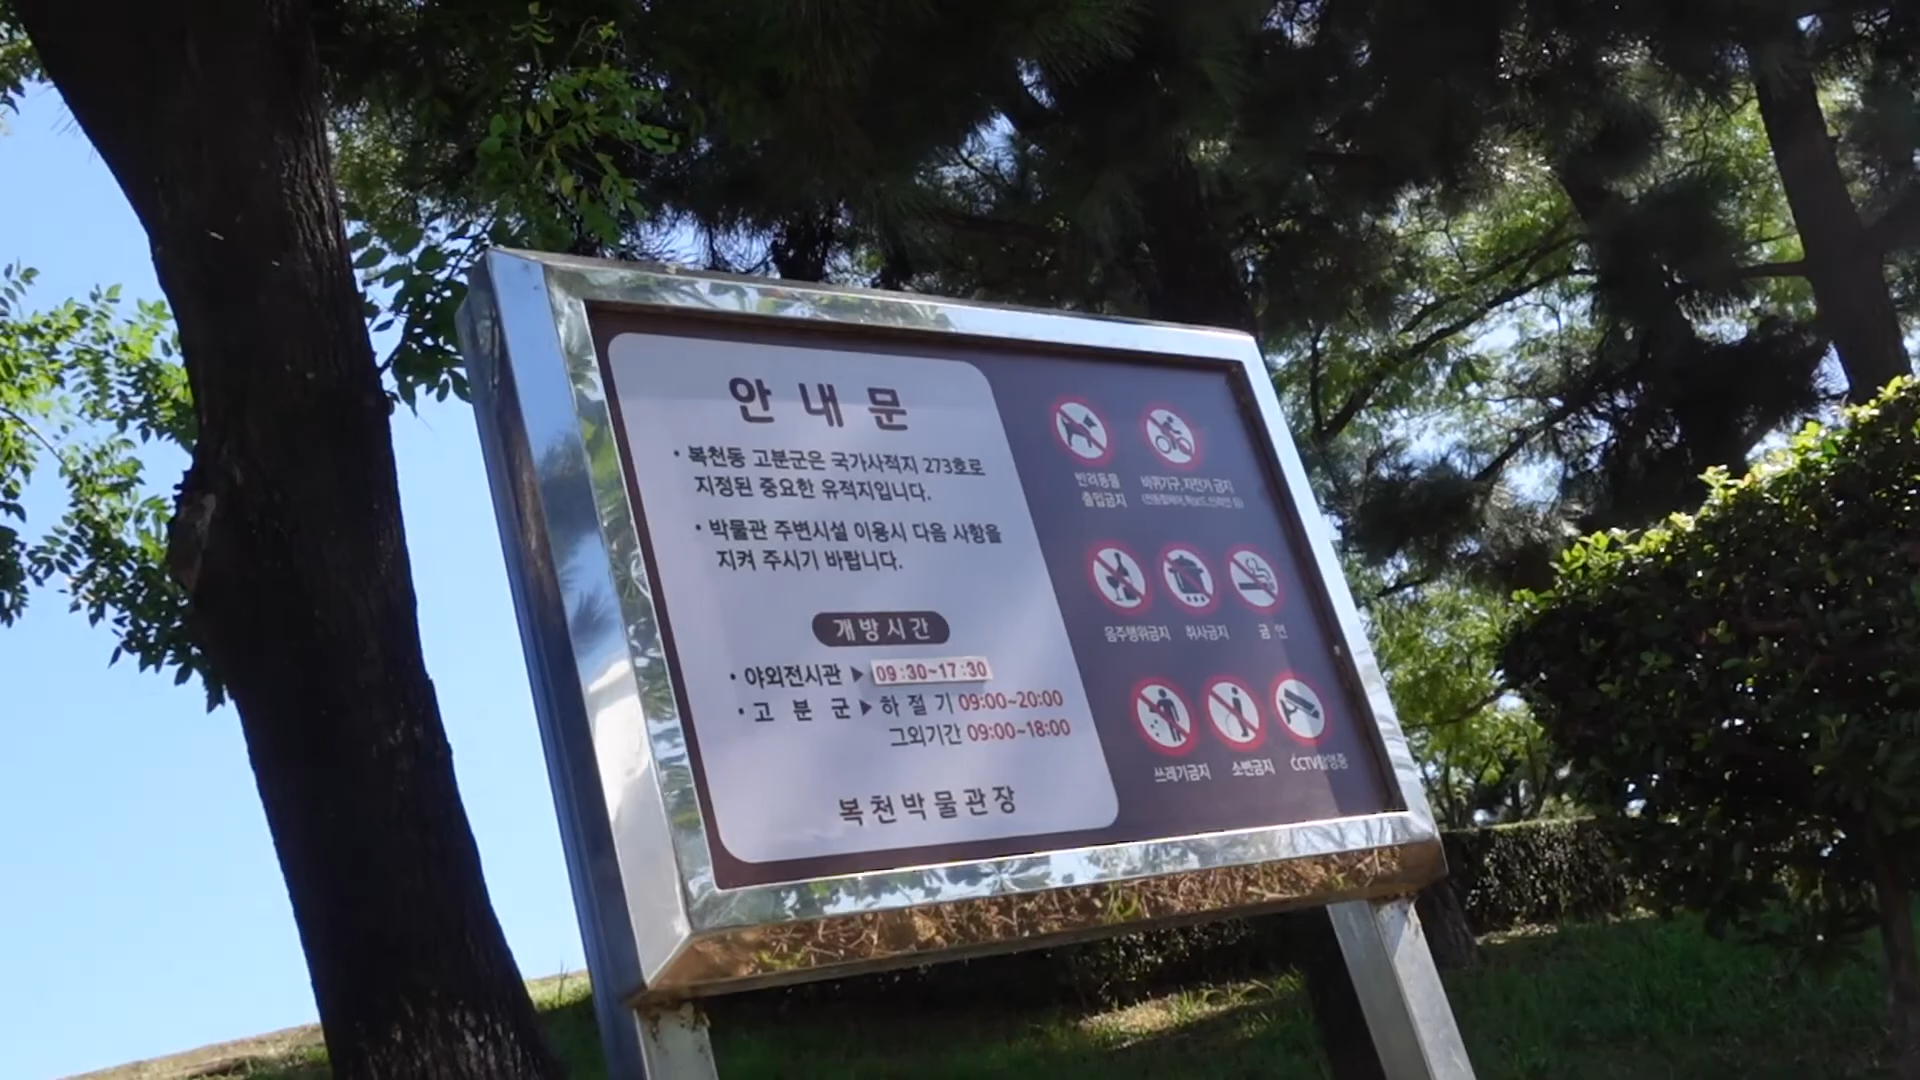 안내문
• 복천동 고분군은 국가사적지 273호로
지정된 중요한 유적지입니다.
• 박물관 주변시설 이용시 다음 사항을
지켜 주시기 바랍니다.
개방시간
• 야외전시관 ▶ 09:30~17:30
• 고분군 ▶ 하절기 09:00~20:00
그외기간 09:00~18:00
복천박물관장
반려동물
출입금지
바퀴기구, 자전거 금지
음주행위금지
취사금지
금연
쓰레기금지
소변금지
CCTV촬영중